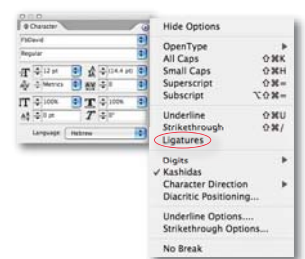 Character
FbDavid
Regular
12 pt
(14.4 pt)
Metrics
0
100%
100%
0 pt
0°
Language: Hebrew
Hide Options
OpenType
All Caps ⇧⌘K
Small Caps ⇧⌘H
Superscript ⇧⌘=
Subscript ⌥⇧⌘=
Underline ⇧⌘U
Strikethrough ⇧⌘/
Ligatures
Digits
✓ Kashidas
Character Direction
Diacritic Positioning...
Underline Options....
Strikethrough Options...
No Break